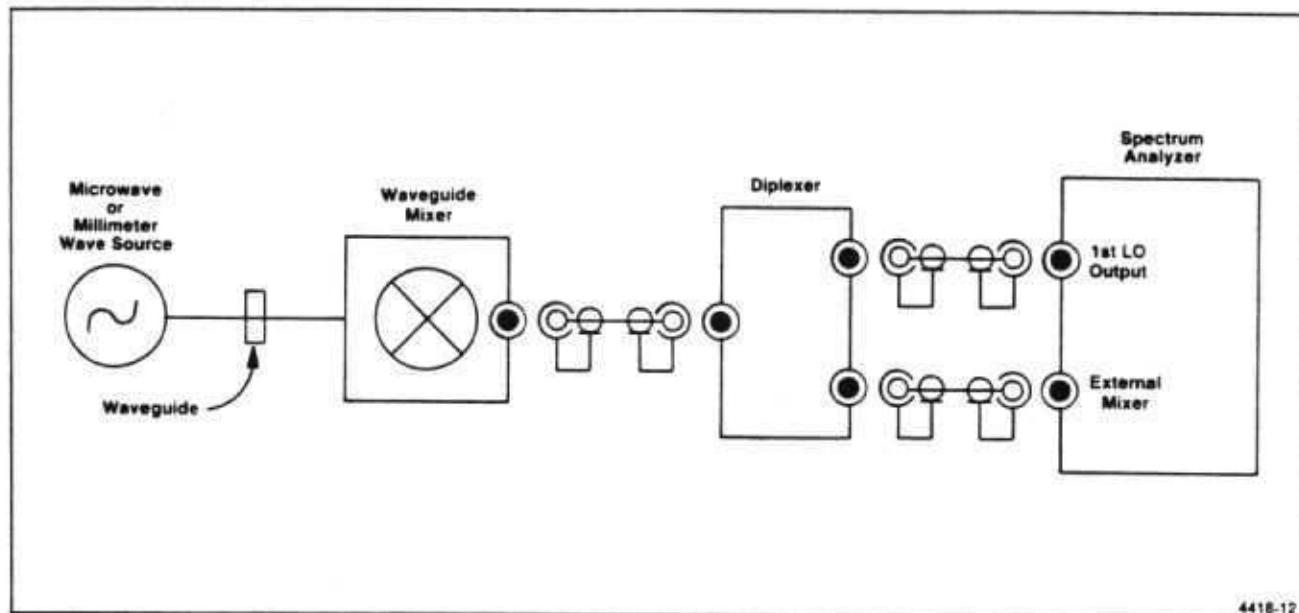 Microwave
or
Millimeter
Wave Source
Waveguide
Waveguide
Mixer
Diplexer
Spectrum
Analyzer
1st LO
Output
External
Mixer
4418-12